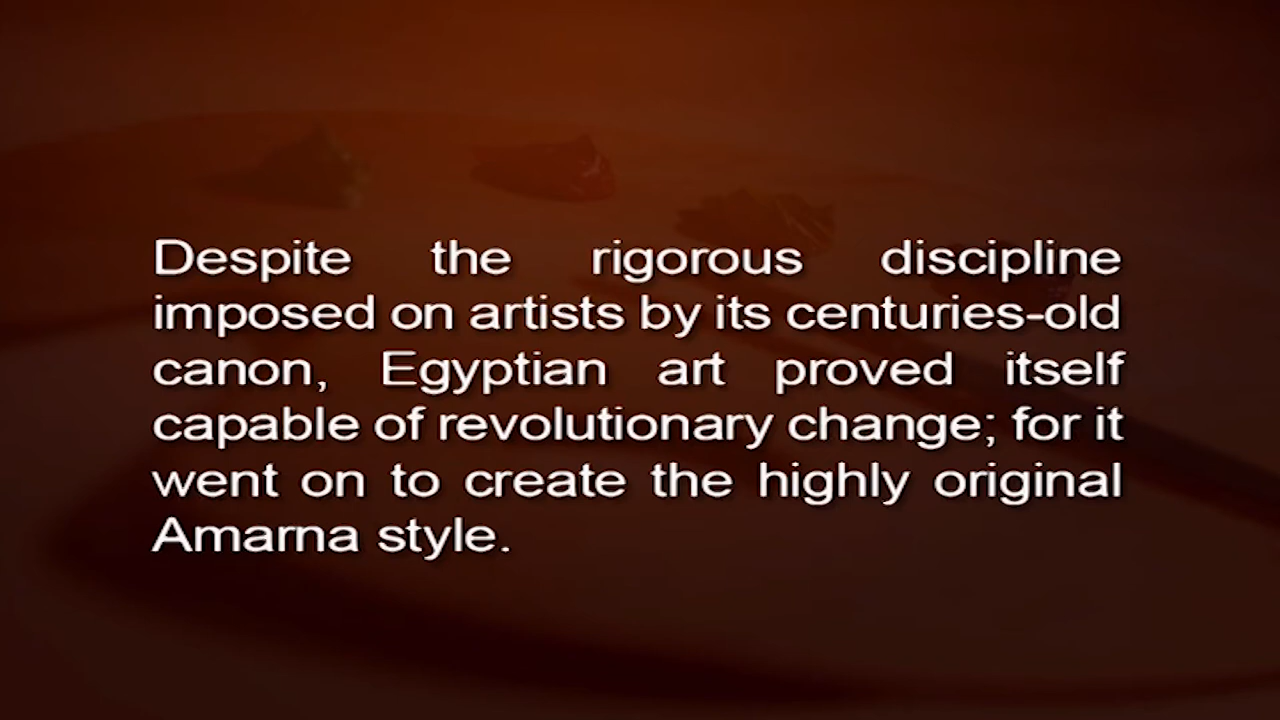 Despite the rigorous discipline
imposed on artists by its centuries-old
canon, Egyptian art proved itself
capable of revolutionary change; for it
went on to create the highly original
Amarna style.